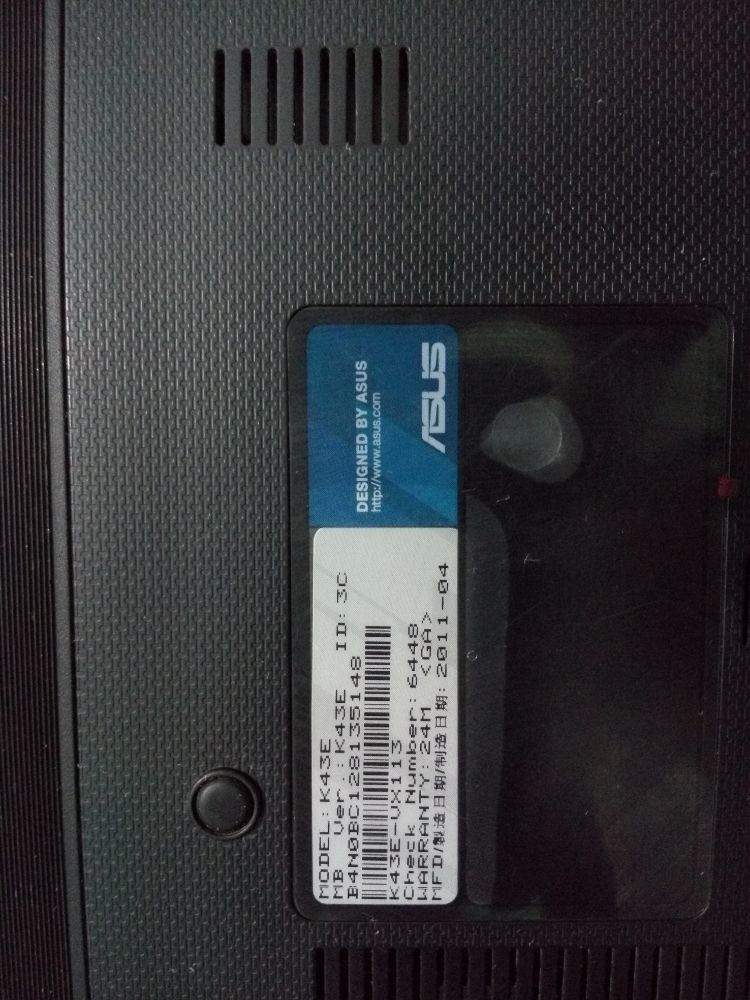 MODEL:K43E
MB Ver.:K43E ID:3C
B4N0BC128135148
K43E-VX113
Check Number:6448
WARRANTY:24M <GA>
MFD/製造日期/制造日期:2011-04
DESIGNED BY ASUS
http://www.asus.com
ASUS